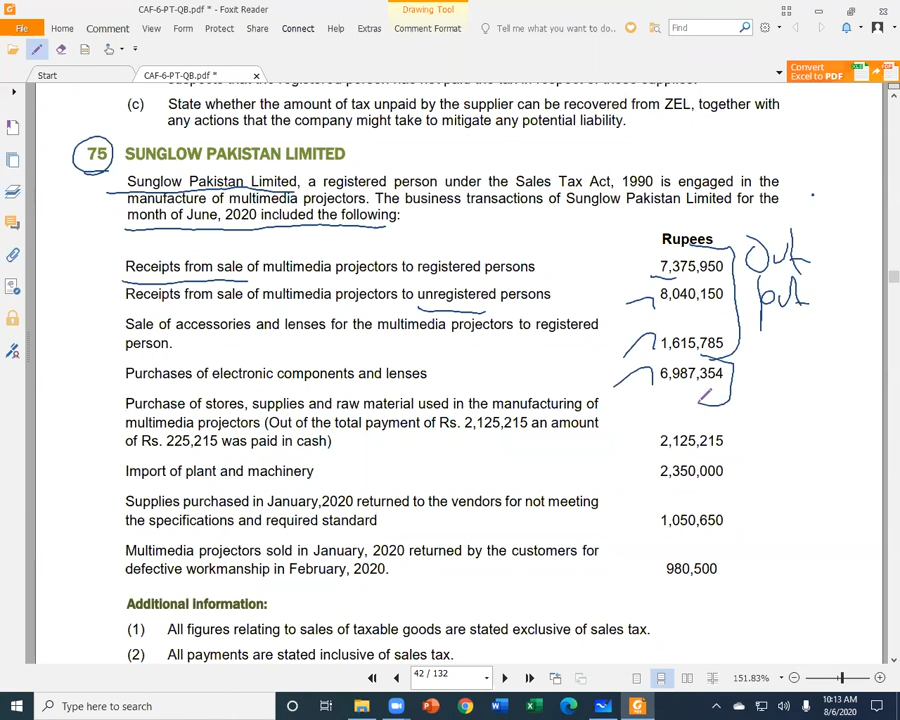 CAF-6-PT-QB.pdf * - Foxit Reader
Drawing Tool
File Home Comment View Form Protect Share Connect Help Extras Comment Format Tell me what you want to do... Find
Start CAF-6-PT-QB.pdf * Convert Excel to PDF
(c) State whether the amount of tax unpaid by the supplier can be recovered from ZEL, together with
any actions that the company might take to mitigate any potential liability.
75 SUNGLOW PAKISTAN LIMITED
Sunglow Pakistan Limited, a registered person under the Sales Tax Act, 1990 is engaged in the
manufacture of multimedia projectors. The business transactions of Sunglow Pakistan Limited for the
month of June, 2020 included the following:
Rupees
Receipts from sale of multimedia projectors to registered persons 7,375,950
Out
Receipts from sale of multimedia projectors to unregistered persons 8,040,150
put
Sale of accessories and lenses for the multimedia projectors to registered
person. 1,615,785
Purchases of electronic components and lenses 6,987,354
Purchase of stores, supplies and raw material used in the manufacturing of
multimedia projectors (Out of the total payment of Rs. 2,125,215 an amount
of Rs. 225,215 was paid in cash) 2,125,215
Import of plant and machinery 2,350,000
Supplies purchased in January,2020 returned to the vendors for not meeting
the specifications and required standard 1,050,650
Multimedia projectors sold in January, 2020 returned by the customers for
defective workmanship in February, 2020. 980,500
Additional information:
(1) All figures relating to sales of taxable goods are stated exclusive of sales tax.
(2) All payments are stated inclusive of sales tax.
42 / 132 151.83%
Type here to search 10:13 AM
8/6/2020